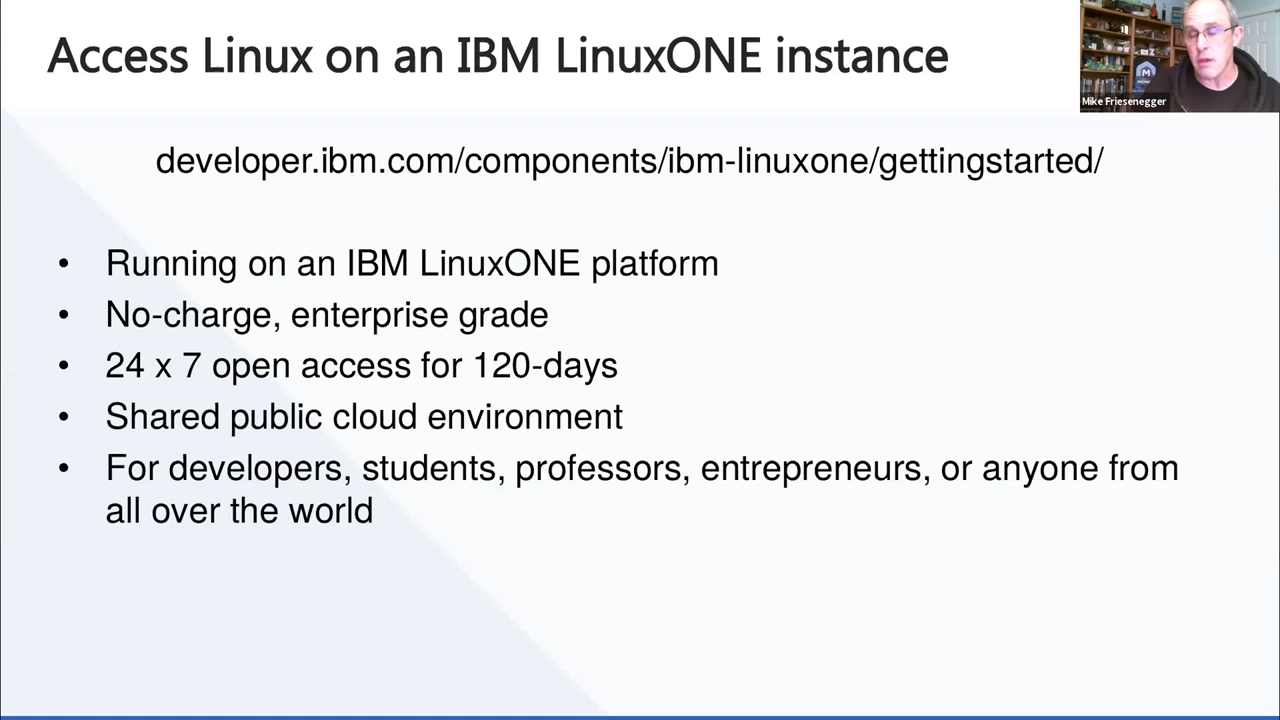 Access Linux on an IBM LinuxONE instance
Mike Friesenegger
developer.ibm.com/components/ibm-linuxone/gettingstarted/
• Running on an IBM LinuxONE platform
• No-charge, enterprise grade
• 24 x 7 open access for 120-days
• Shared public cloud environment
• For developers, students, professors, entrepreneurs, or anyone from
all over the world